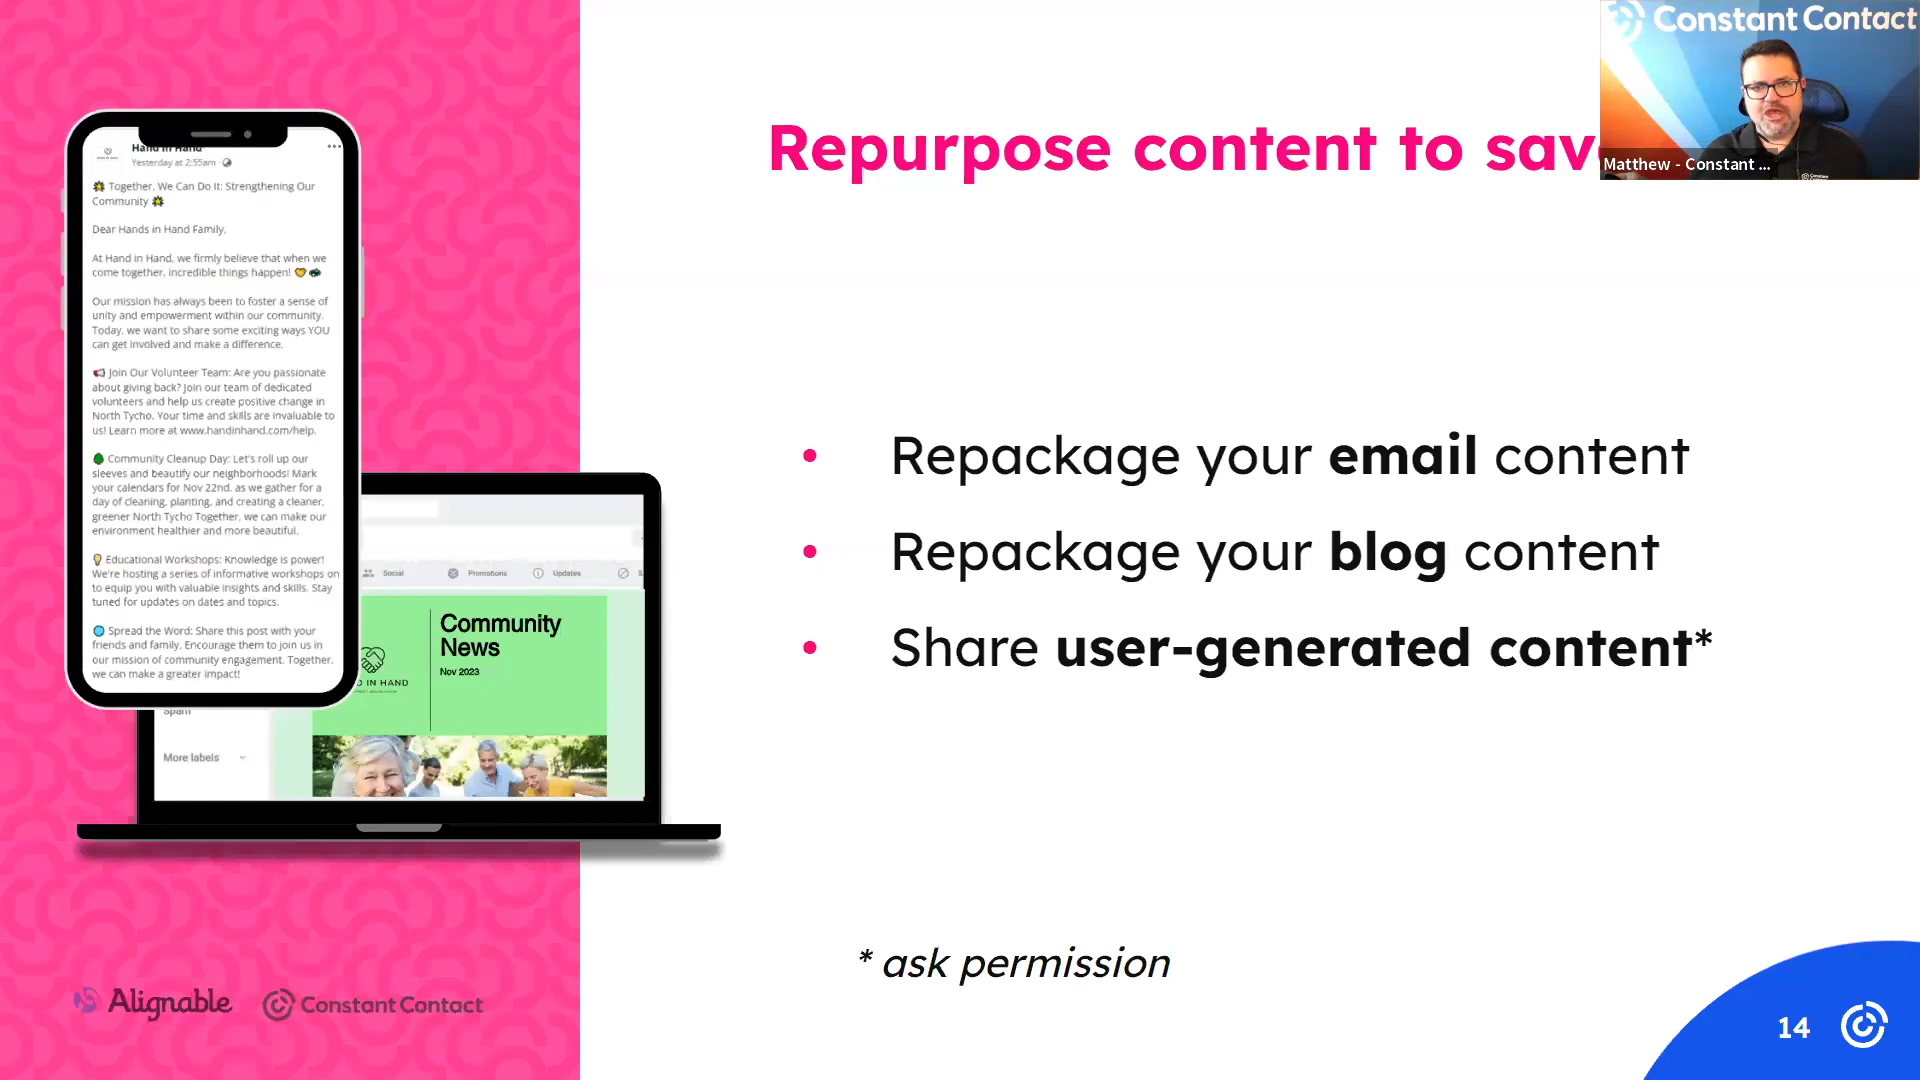 Constant Contact
Matthew - Constant ...
Repurpose content to sav
Hand in Hand
Yesterday at 2:55am
Together, We Can Do It: Strengthening Our
Community
Dear Hands in Hand Family,
At Hand in Hand, we firmly believe that when we
come together, incredible things happen!
Our mission has always been to foster a sense of
unity and empowerment within our community.
Today, we want to share some exciting ways YOU
can get involved and make a difference.
Join Our Volunteer Team: Are you passionate
about giving back? Join our team of dedicated
volunteers and help us create positive change in
North Tycho. Your time and skills are invaluable to
us! Learn more at www.handinhand.com/help.
Community Cleanup Day: Let's roll up our
sleeves and beautify our neighborhoods! Mark
your calendars for Nov 22nd, as we gather for a
day of cleaning, planting, and creating a cleaner,
greener North Tycho Together, we can make our
environment healthier and more beautiful.
Educational Workshops: Knowledge is power!
We're hosting a series of informative workshops on
to equip you with valuable insights and skills. Stay
tuned for updates on dates and topics.
Spread the Word: Share this post with your
friends and family. Encourage them to join us in
our mission of community engagement. Together,
we can make a greater impact!
Social
Promotions
Updates
S
Community
News
Nov 2023
D IN HAND
Spam
More labels
• Repackage your email content
• Repackage your blog content
• Share user-generated content*
* ask permission
Alignable
Constant Contact
14